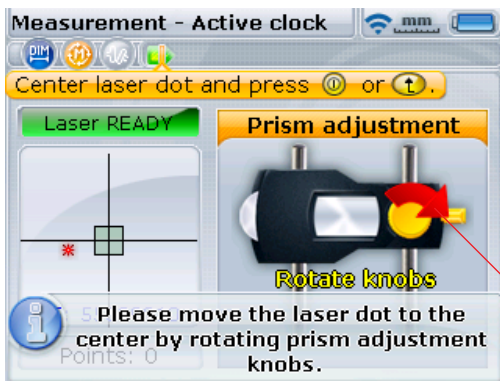 Measurement - Active clock
mm
DIM
M
Center laser dot and press or .
Laser READY
Prism adjustment
Rotate knobs
Please move the laser dot to the
center by rotating prism adjustment
knobs.
Points: 0